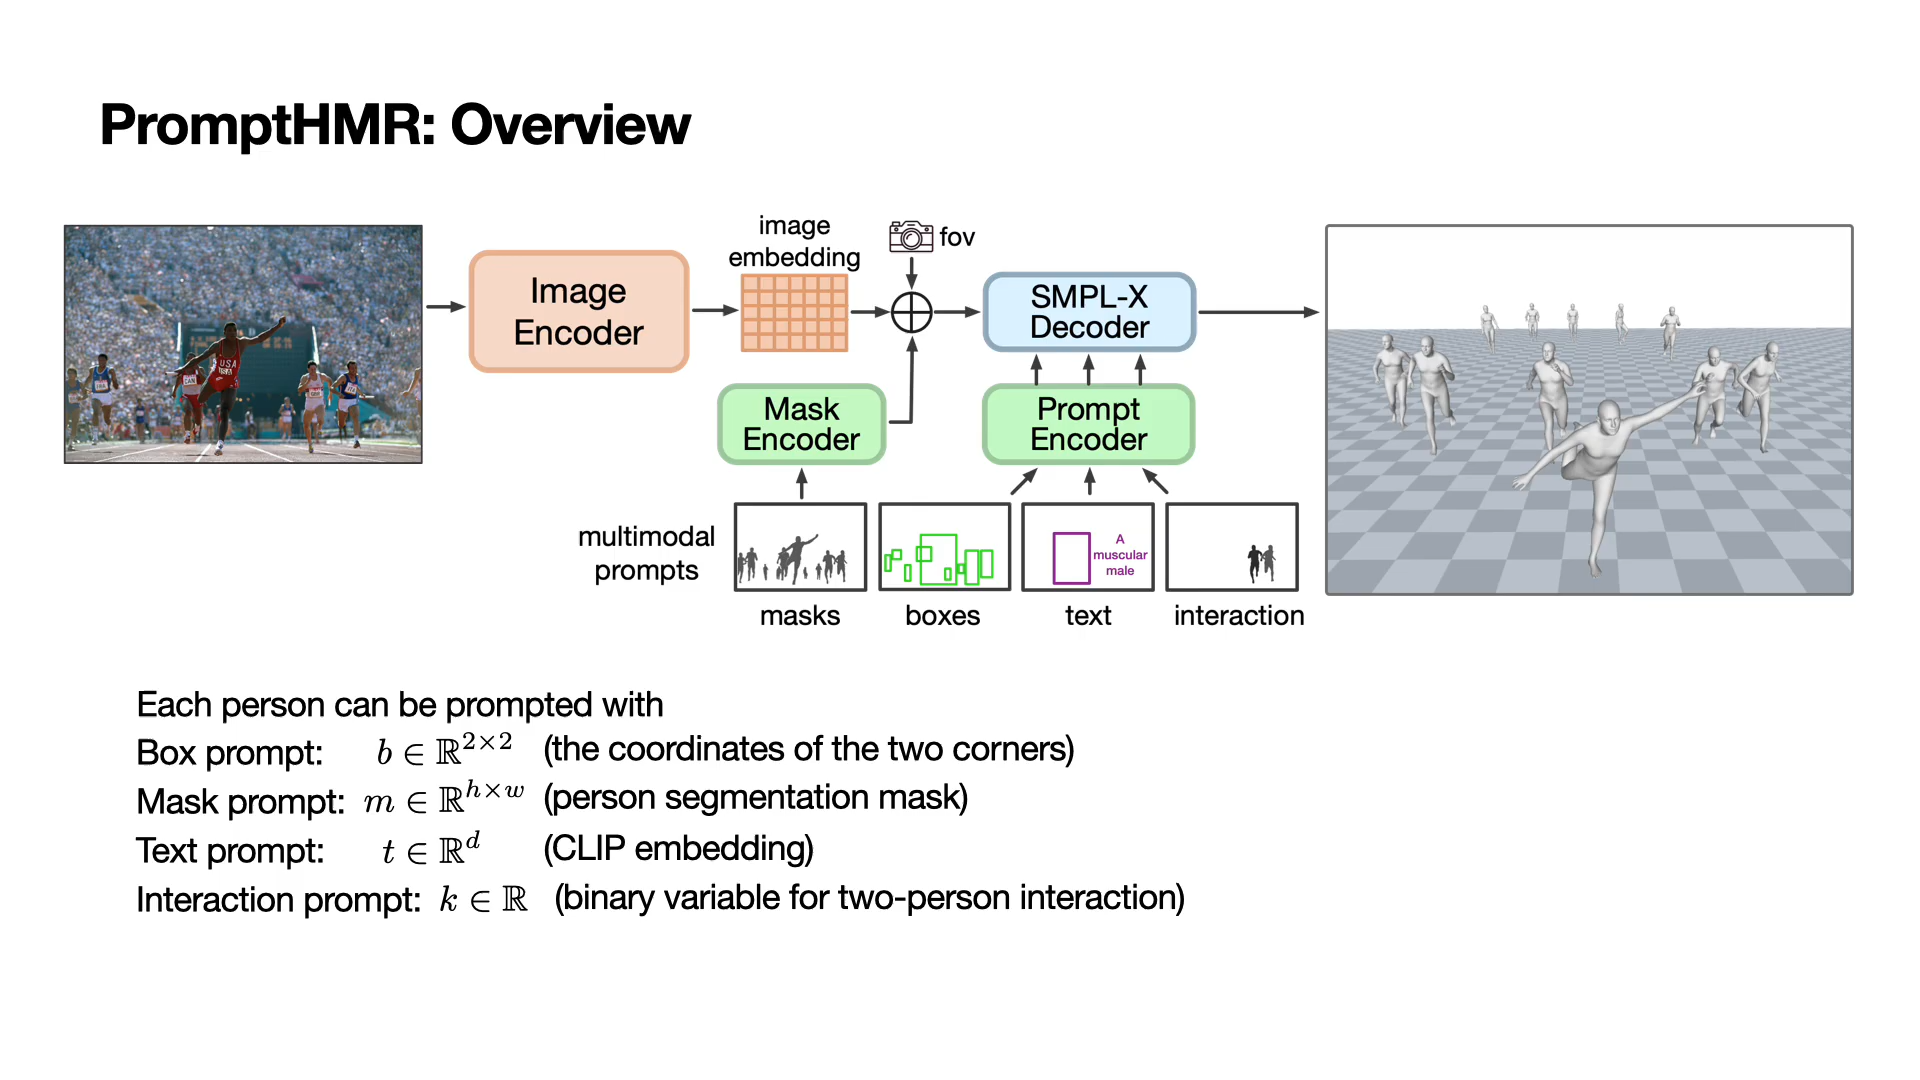 PromptHMR: Overview
image
embedding
fov
Image
Encoder
SMPL-X
Decoder
Mask
Encoder
Prompt
Encoder
USA
CAN
multimodal
prompts
A
muscular
male
masks
boxes
text
interaction
Each person can be prompted with
Box prompt: b ∈ ℝ^{2×2} (the coordinates of the two corners)
Mask prompt: m ∈ ℝ^{h×w} (person segmentation mask)
Text prompt: t ∈ ℝ^d (CLIP embedding)
Interaction prompt: k ∈ ℝ (binary variable for two-person interaction)